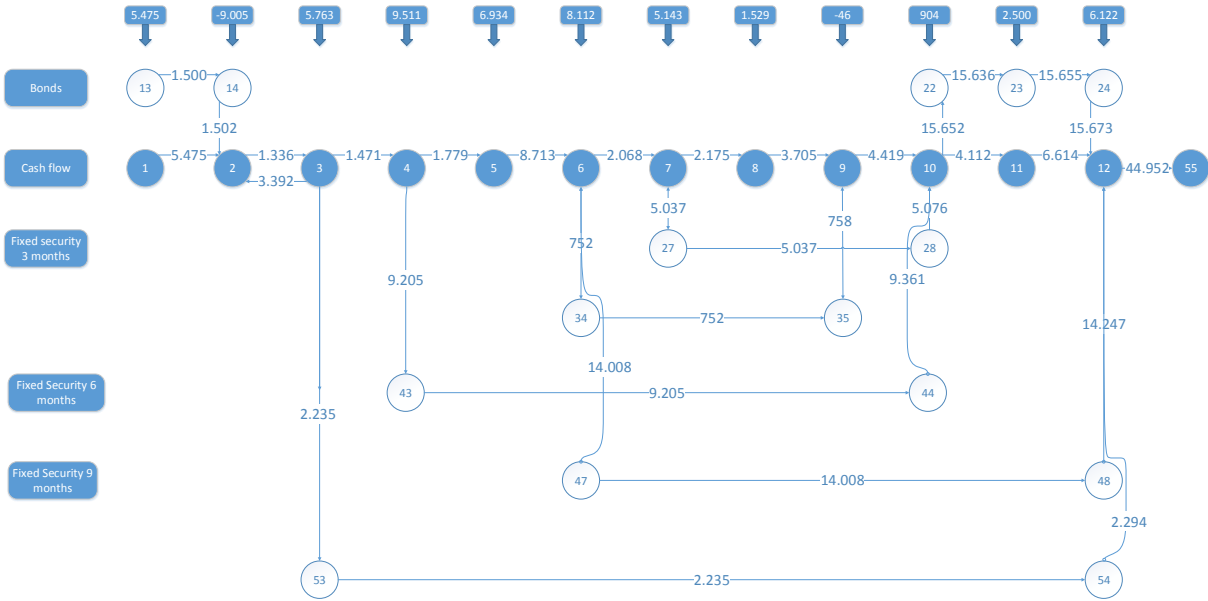 5.475 -9.005 5.763 9.511 6.934 8.112 5.143 1.529 -46 904 2.500 6.122
Bonds 13 1.500 14 22 15.636 23 15.655 24
1.502 15.652 15.673
Cash flow 1 5.475 2 1.336 3 1.471 4 1.779 5 8.713 6 2.068 7 2.175 8 3.705 9 4.419 10 4.112 11 6.614 12 44.952 55
3.392
5.037 758 5.076
Fixed security
3 months
752 27 5.037 28
9.205 9.361
34 752 35 14.247
14.008
Fixed Security 6
months
43 9.205 44
2.235
Fixed Security 9
months
47 14.008 48
2.294
53 2.235 54